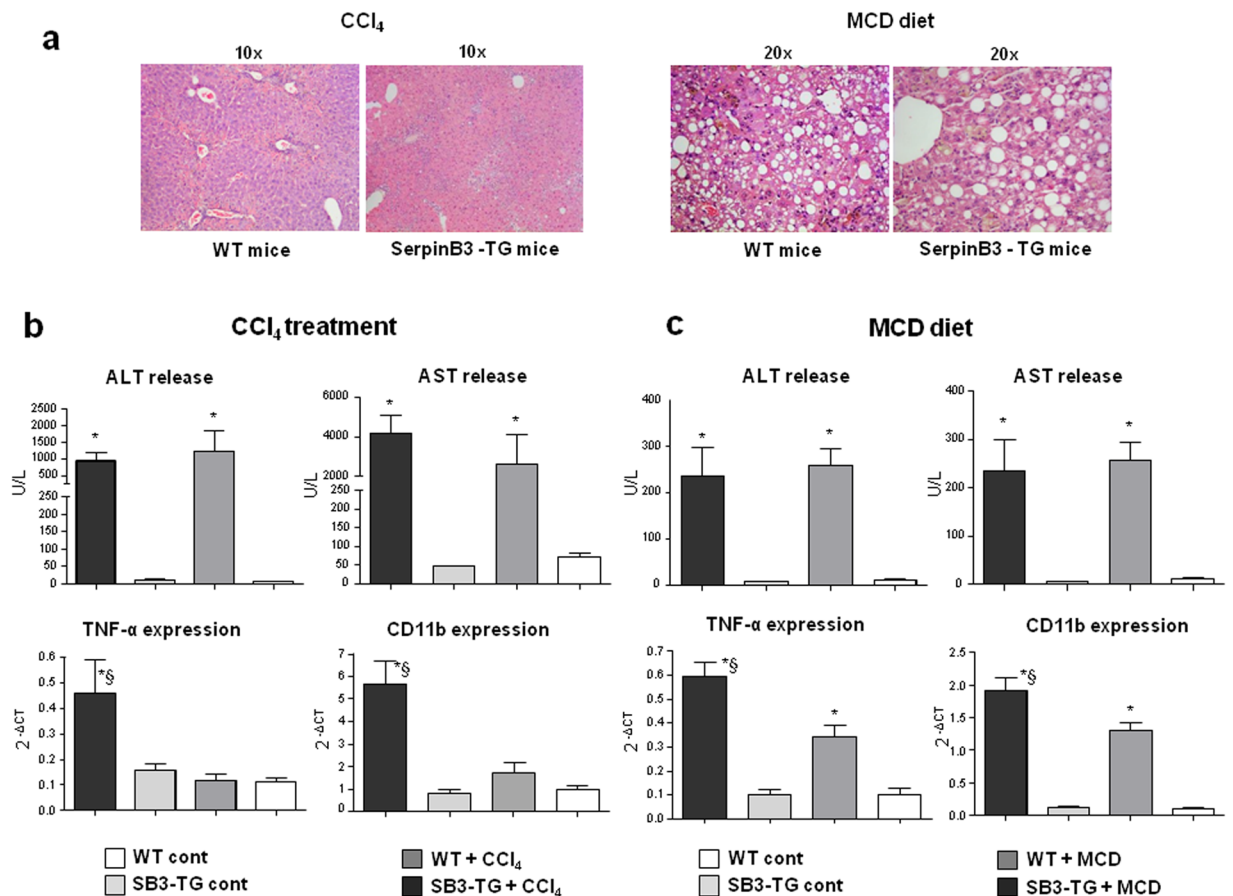 a
CCl₄
MCD diet
10x
10x
20x
20x
WT mice
SerpinB3 -TG mice
WT mice
SerpinB3 -TG mice
b
CCl₄ treatment
c
MCD diet
ALT release
2500
2000
1500
1000
500
250
200
150
100
50
0
U/L
*
*
AST release
6000
4000
2000
250
200
150
100
50
0
U/L
*
*
ALT release
400
300
200
100
0
U/L
*
*
AST release
400
300
200
100
0
U/L
*
*
TNF-α expression
0.6
0.5
0.4
0.3
0.2
0.1
0.0
2^-ΔCT
*§
CD11b expression
7
6
5
4
3
2
1
0
2^-ΔCT
*§
TNF-α expression
0.7
0.6
0.5
0.4
0.3
0.2
0.1
0.0
2^-ΔCT
*§
*
CD11b expression
2.5
2.0
1.5
1.0
0.5
0.0
2^-ΔCT
*§
*
WT cont
SB3-TG cont
WT + CCl₄
SB3-TG + CCl₄
WT cont
SB3-TG cont
WT + MCD
SB3-TG + MCD